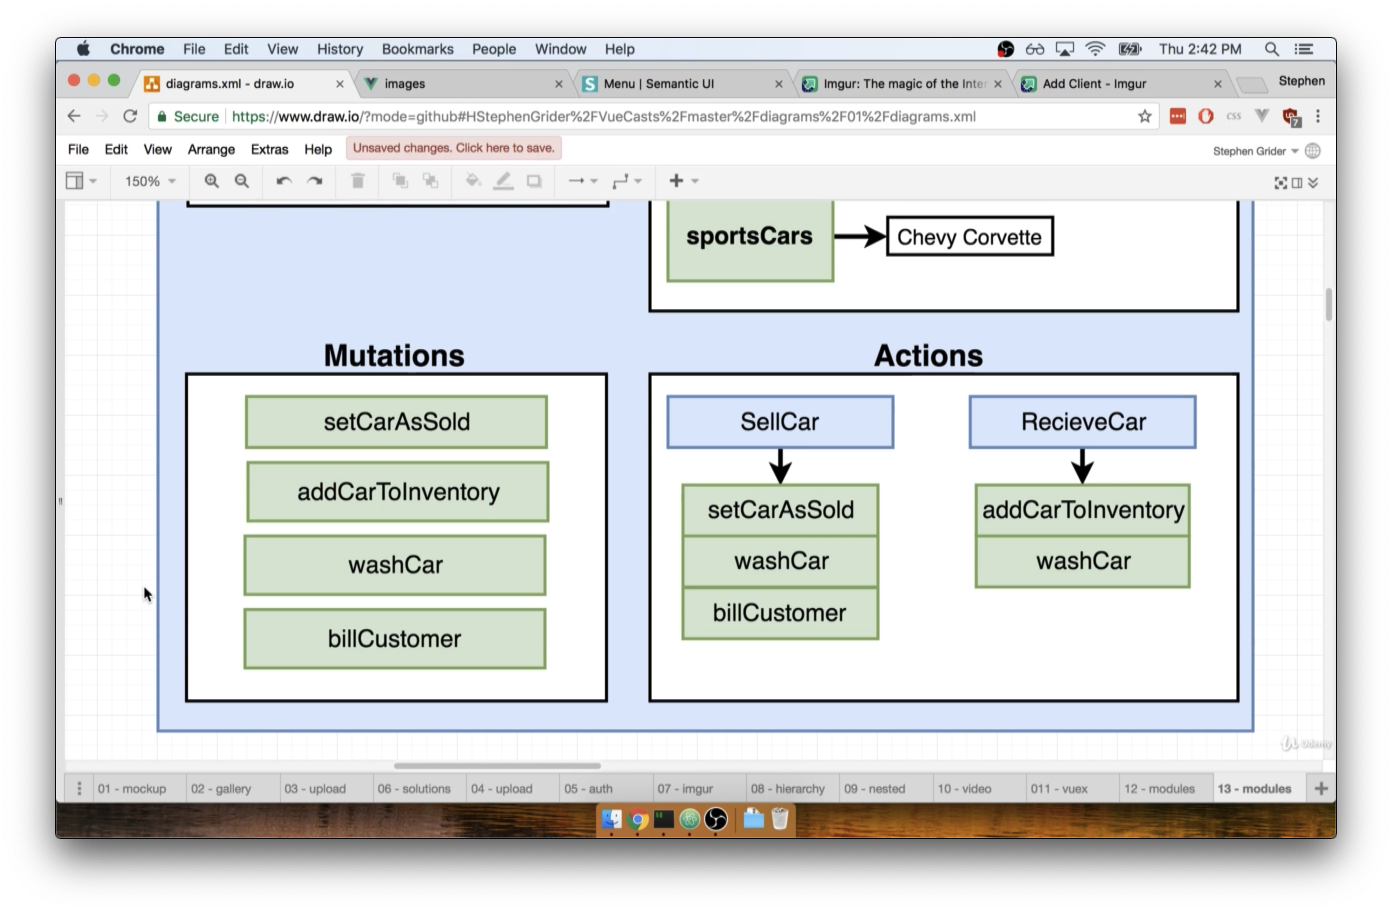 Chrome File Edit View History Bookmarks People Window Help Thu 2:42 PM
diagrams.xml - draw.io images Menu | Semantic UI Imgur: The magic of the Inter Add Client - Imgur Stephen
Secure https://www.draw.io/?mode=github#HStephenGrider%2FVueCasts%2Fmaster%2Fdiagrams%2F01%2Fdiagrams.xml css 7
File Edit View Arrange Extras Help Unsaved changes. Click here to save. Stephen Grider
150%
sportsCars Chevy Corvette
Mutations Actions
setCarAsSold
addCarToInventory
washCar
billCustomer
SellCar
setCarAsSold
washCar
billCustomer
RecieveCar
addCarToInventory
washCar
Udemy
01 - mockup 02 - gallery 03 - upload 06 - solutions 04 - upload 05 - auth 07 - imgur 08 - hierarchy 09 - nested 10 - video 011 - vuex 12 - modules 13 - modules